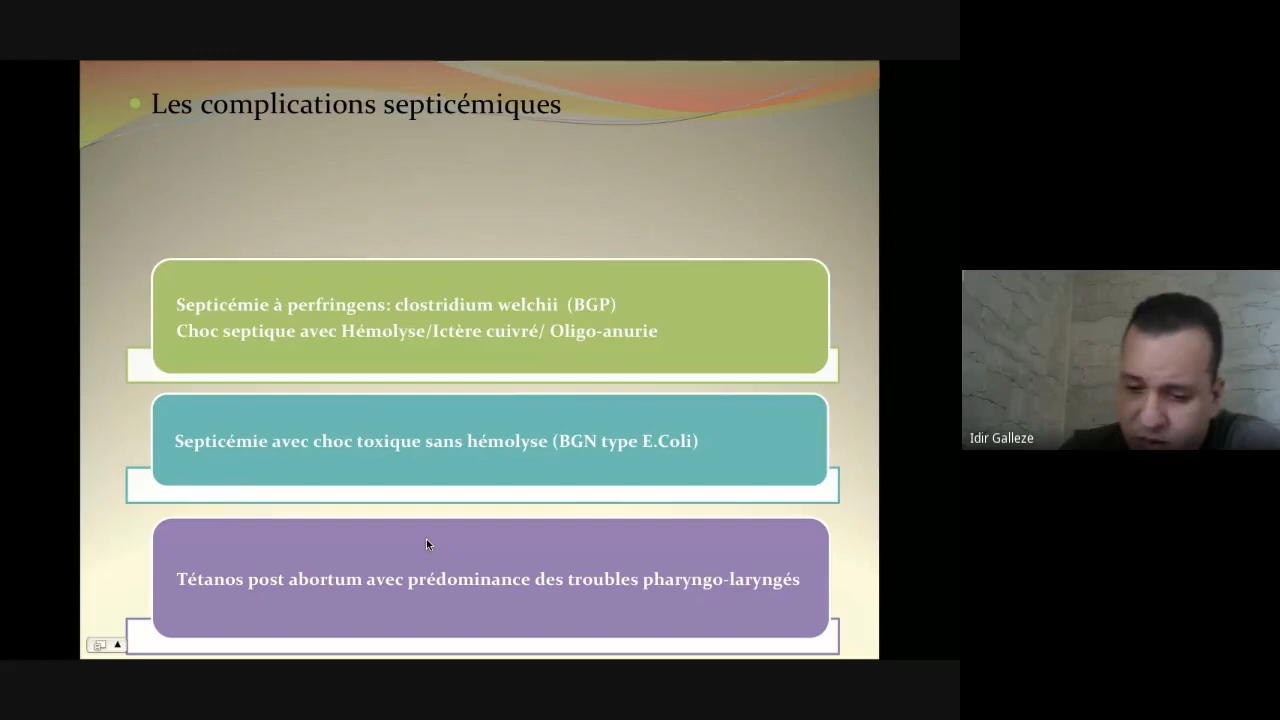 Les complications septicémiques
Septicémie à perfringens: clostridium welchii (BGP)
Choc septique avec Hémolyse/Ictère cuivré/ Oligo-anurie
Septicémie avec choc toxique sans hémolyse (BGN type E.Coli)
Tétanos post abortum avec prédominance des troubles pharyngo-laryngés
Idir Galleze